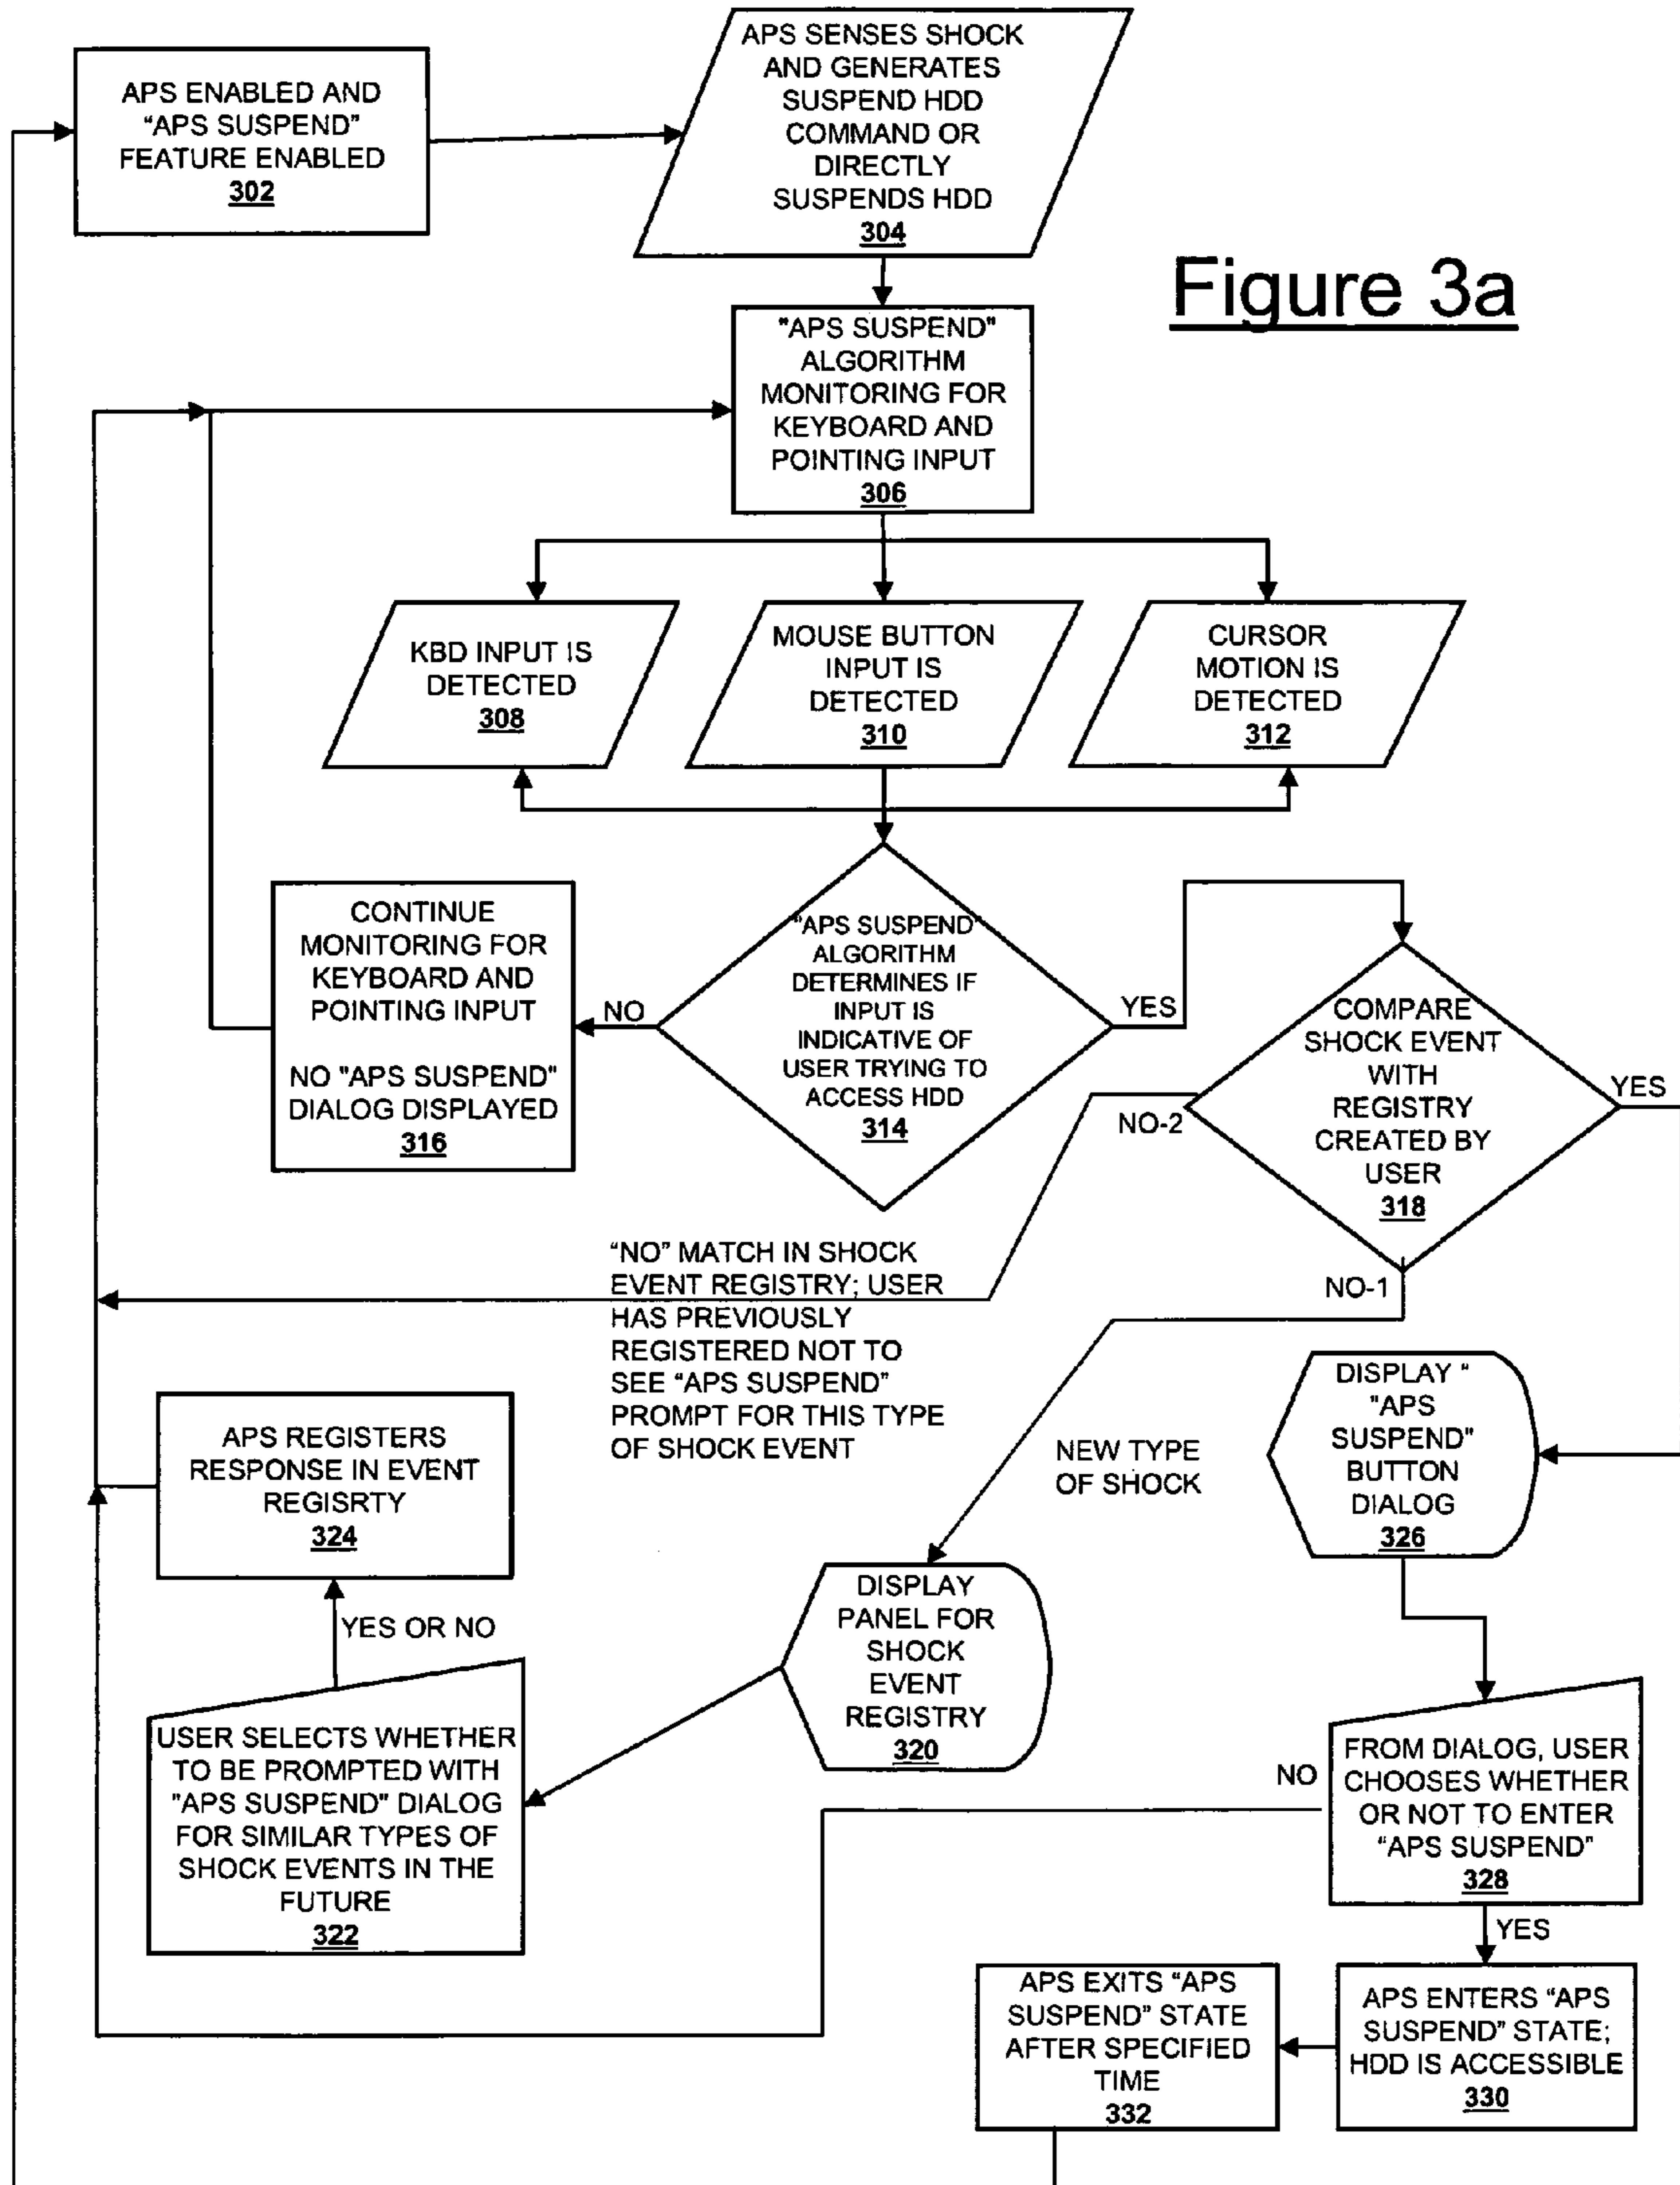 APS ENABLED AND
“APS SUSPEND”
FEATURE ENABLED
302
APS SENSES SHOCK
AND GENERATES
SUSPEND HDD
COMMAND OR
DIRECTLY
SUSPENDS HDD
304
Figure 3a
"APS SUSPEND"
ALGORITHM
MONITORING FOR
KEYBOARD AND
POINTING INPUT
306
KBD INPUT IS
DETECTED
308
MOUSE BUTTON
INPUT IS
DETECTED
310
CURSOR
MOTION IS
DETECTED
312
CONTINUE
MONITORING FOR
KEYBOARD AND
POINTING INPUT
NO "APS SUSPEND"
DIALOG DISPLAYED
316
NO
"APS SUSPEND"
ALGORITHM
DETERMINES IF
INPUT IS
INDICATIVE OF
USER TRYING TO
ACCESS HDD
314
YES
COMPARE
SHOCK EVENT
WITH
REGISTRY
CREATED BY
USER
318
YES
NO-2
NO-1
“NO” MATCH IN SHOCK
EVENT REGISTRY; USER
HAS PREVIOUSLY
REGISTERED NOT TO
SEE “APS SUSPEND”
PROMPT FOR THIS TYPE
OF SHOCK EVENT
NEW TYPE
OF SHOCK
DISPLAY "
"APS
SUSPEND"
BUTTON
DIALOG
326
APS REGISTERS
RESPONSE IN EVENT
REGISRTY
324
YES OR NO
DISPLAY
PANEL FOR
SHOCK
EVENT
REGISTRY
320
USER SELECTS WHETHER
TO BE PROMPTED WITH
"APS SUSPEND" DIALOG
FOR SIMILAR TYPES OF
SHOCK EVENTS IN THE
FUTURE
322
NO
FROM DIALOG, USER
CHOOSES WHETHER
OR NOT TO ENTER
“APS SUSPEND”
328
YES
APS EXITS “APS
SUSPEND” STATE
AFTER SPECIFIED
TIME
332
APS ENTERS “APS
SUSPEND” STATE;
HDD IS ACCESSIBLE
330